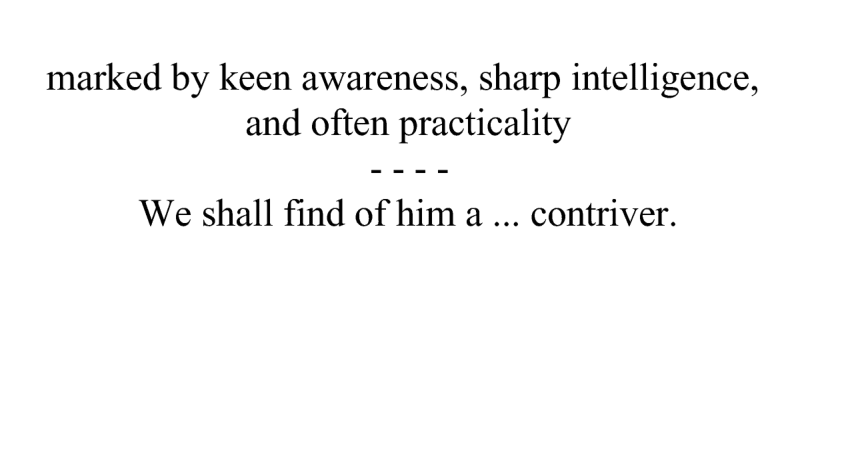 marked by keen awareness, sharp intelligence,
and often practicality
- - - -
We shall find of him a ... contriver.